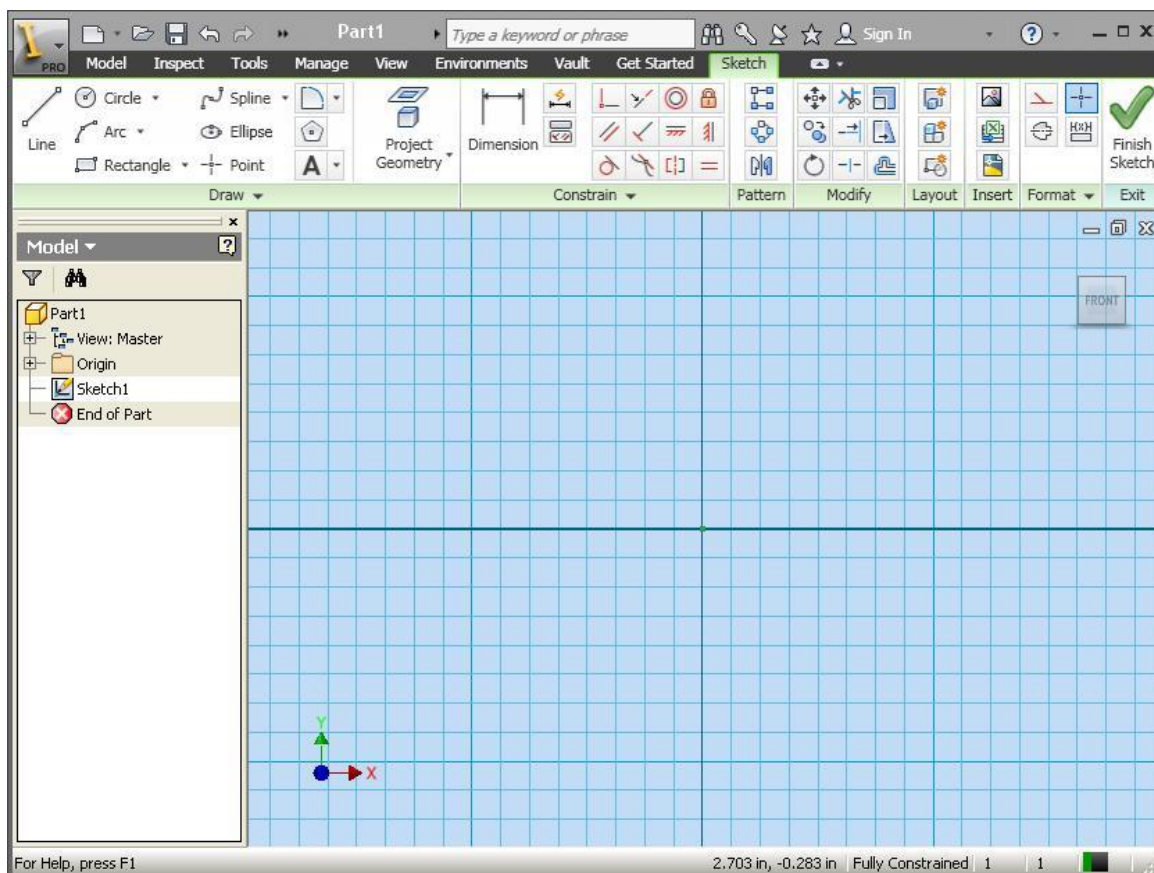 Part1 Type a keyword or phrase Sign In
PRO Model Inspect Tools Manage View Environments Vault Get Started Sketch
Line
Circle
Arc
Rectangle
Spline
Ellipse
Point
A
Project
Geometry
Dimension
Finish
Sketch
Draw Constrain Pattern Modify Layout Insert Format Exit
Model
Part1
View: Master
Origin
Sketch1
End of Part
FRONT
Y
X
For Help, press F1 2.703 in, -0.283 in Fully Constrained 1 1